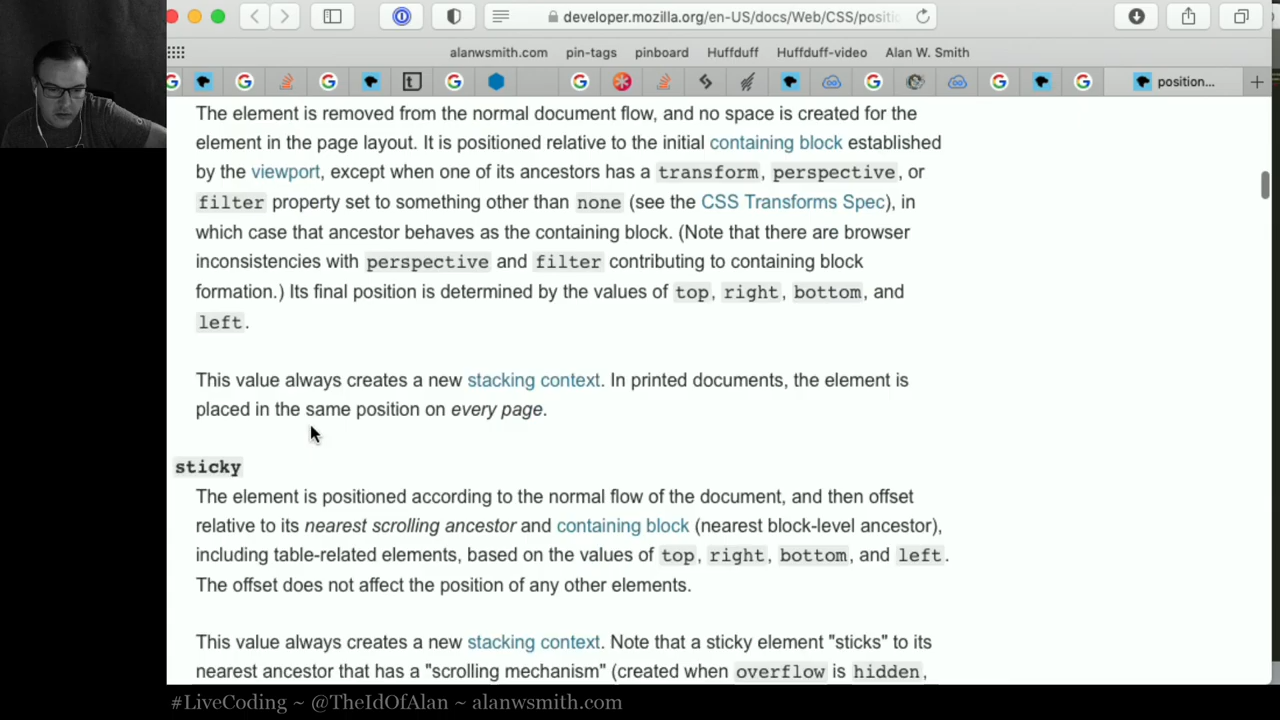 developer.mozilla.org/en-US/docs/Web/CSS/positi
alanwsmith.com pin-tags pinboard Huffduff Huffduff-video Alan W. Smith
position...
The element is removed from the normal document flow, and no space is created for the
element in the page layout. It is positioned relative to the initial containing block established
by the viewport, except when one of its ancestors has a transform, perspective, or
filter property set to something other than none (see the CSS Transforms Spec), in
which case that ancestor behaves as the containing block. (Note that there are browser
inconsistencies with perspective and filter contributing to containing block
formation.) Its final position is determined by the values of top, right, bottom, and
left.
This value always creates a new stacking context. In printed documents, the element is
placed in the same position on every page.
sticky
The element is positioned according to the normal flow of the document, and then offset
relative to its nearest scrolling ancestor and containing block (nearest block-level ancestor),
including table-related elements, based on the values of top, right, bottom, and left.
The offset does not affect the position of any other elements.
This value always creates a new stacking context. Note that a sticky element "sticks" to its
nearest ancestor that has a "scrolling mechanism" (created when overflow is hidden,
#LiveCoding ~ @TheIdOfAlan ~ alanwsmith.com